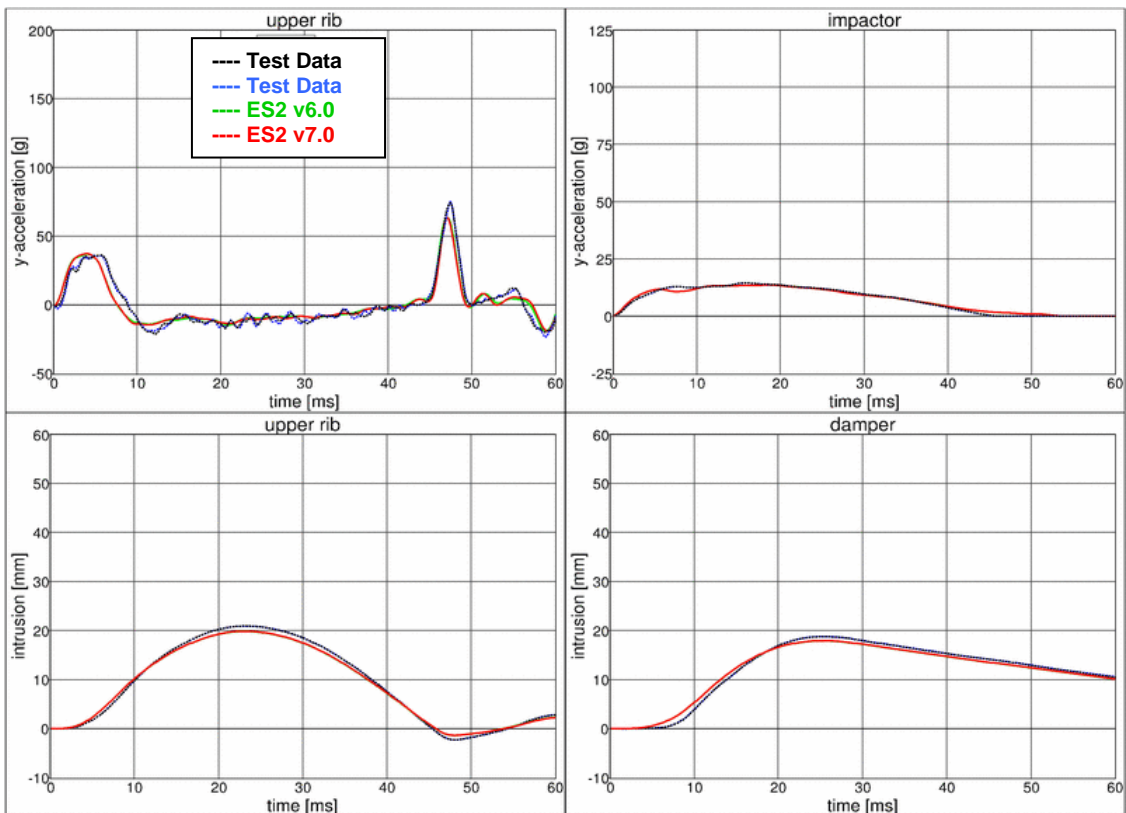 upper rib
200
150
100
50
0
-50
y-acceleration [g]
---- Test Data
---- Test Data
---- ES2 v6.0
---- ES2 v7.0
0 10 20 30 40 50 60
time [ms]
impactor
125
100
75
50
25
0
-25
y-acceleration [g]
0 10 20 30 40 50 60
time [ms]
upper rib
60
50
40
30
20
10
0
-10
intrusion [mm]
0 10 20 30 40 50 60
time [ms]
damper
60
50
40
30
20
10
0
-10
intrusion [mm]
0 10 20 30 40 50 60
time [ms]